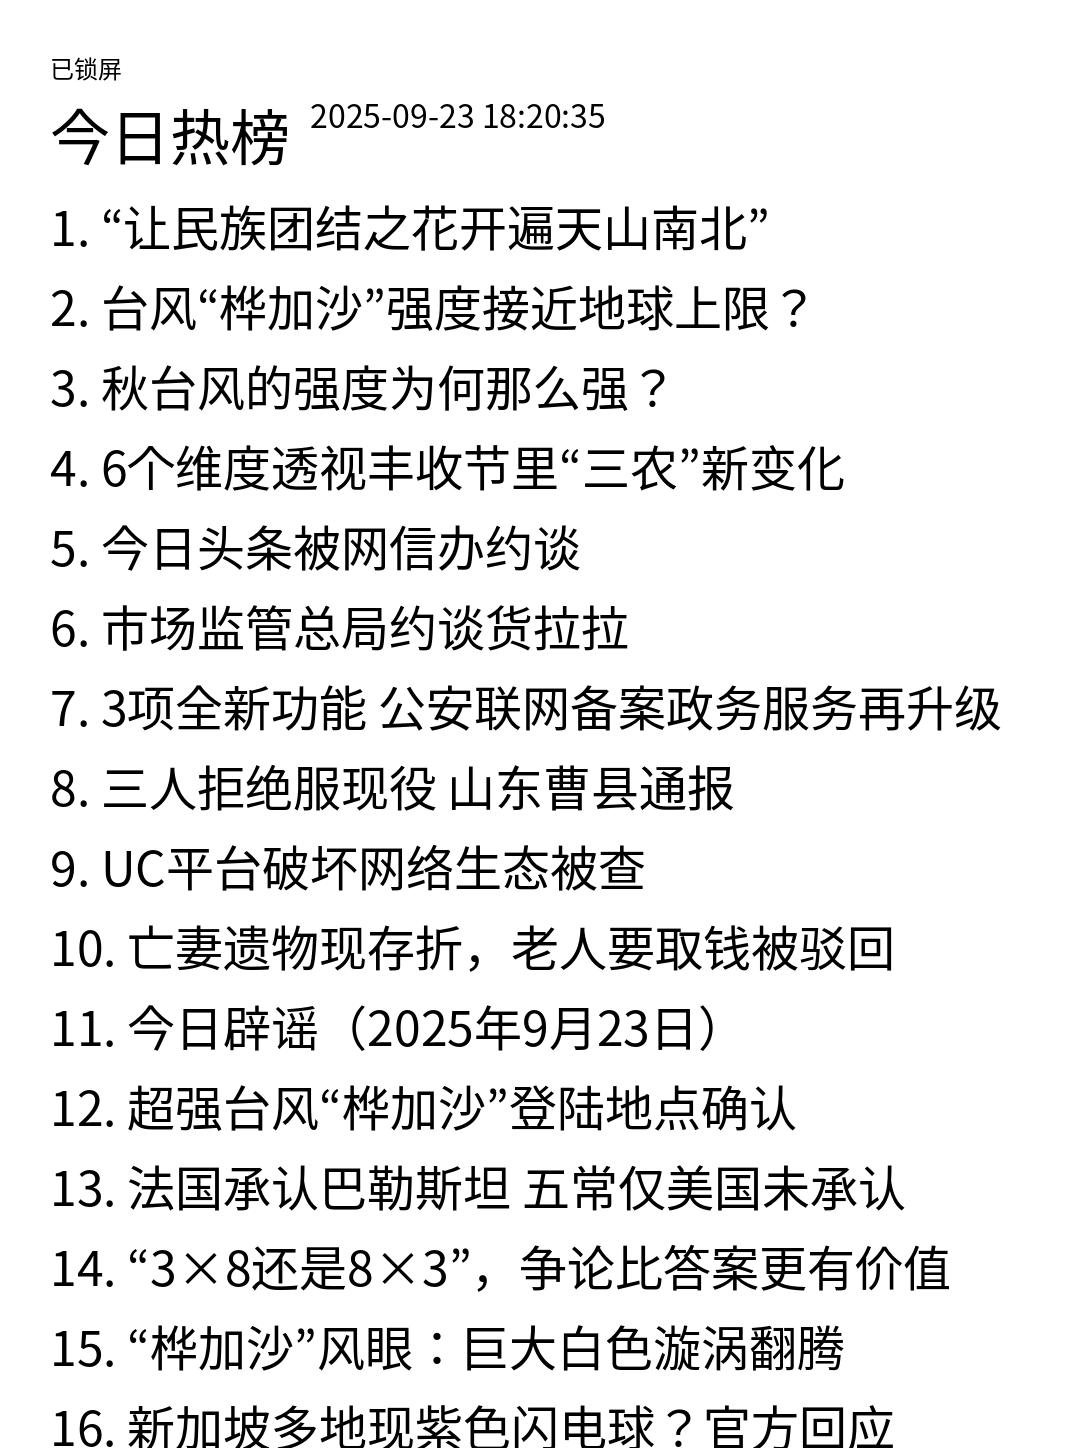 已锁屏
今日热榜 2025-09-23 18:20:35
1. “让民族团结之花开遍天山南北”
2. 台风“桦加沙”强度接近地球上限？
3. 秋台风的强度为何那么强？
4. 6个维度透视丰收节里“三农”新变化
5. 今日头条被网信办约谈
6. 市场监管总局约谈货拉拉
7. 3项全新功能 公安联网备案政务服务再升级
8. 三人拒绝服现役 山东曹县通报
9. UC平台破坏网络生态被查
10. 亡妻遗物现存折，老人要取钱被驳回
11. 今日辟谣（2025年9月23日）
12. 超强台风“桦加沙”登陆地点确认
13. 法国承认巴勒斯坦 五常仅美国未承认
14. “3×8还是8×3”，争论比答案更有价值
15. “桦加沙”风眼：巨大白色漩涡翻腾
16. 新加坡多地现紫色闪电球？官方回应